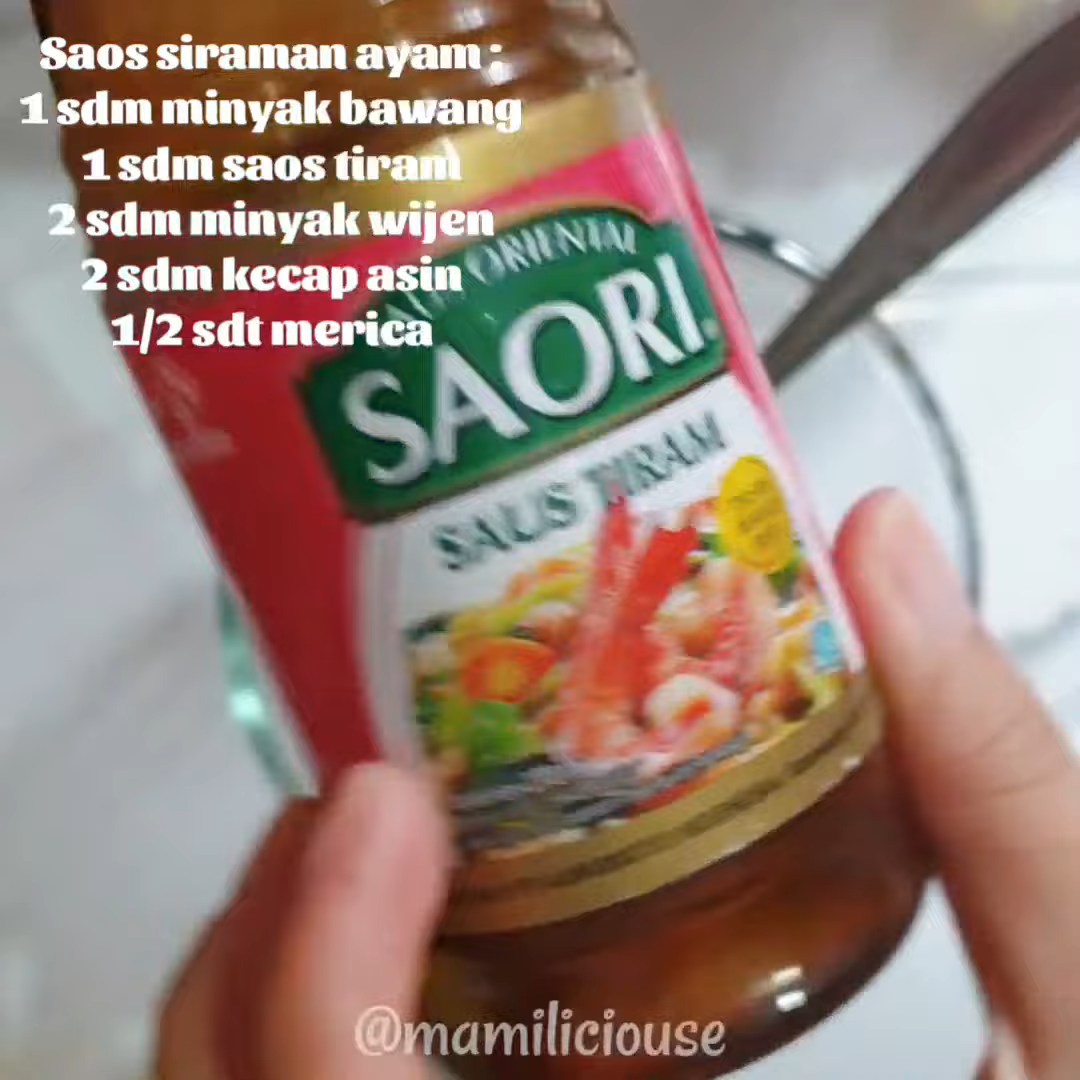 Saos siraman ayam :
1 sdm minyak bawang
1 sdm saos tiram
2 sdm minyak wijen
2 sdm kecap asin
1/2 sdt merica
ORIENTAL
SAORI
SAUS TIRAM
@mamiliciouse